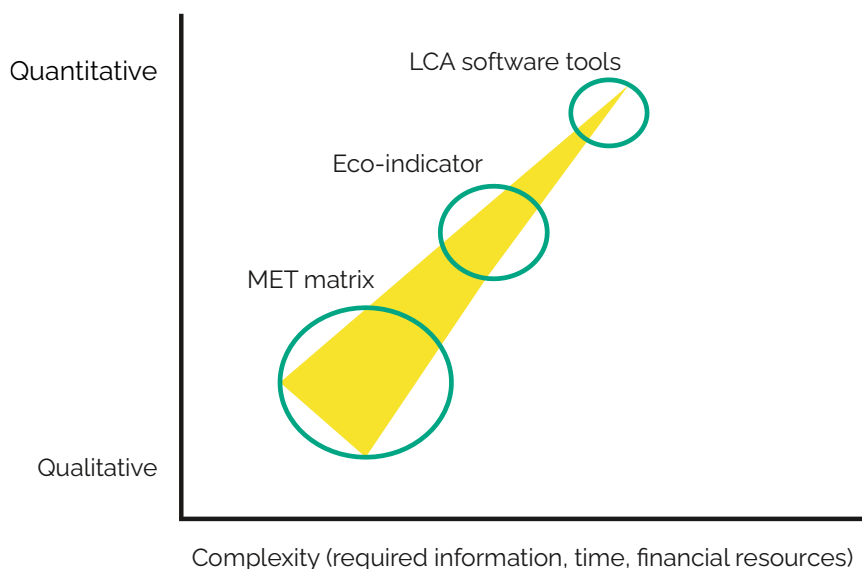 LCA software tools
Quantitative
Eco-indicator
MET matrix
Qualitative
Complexity (required information, time, financial resources)